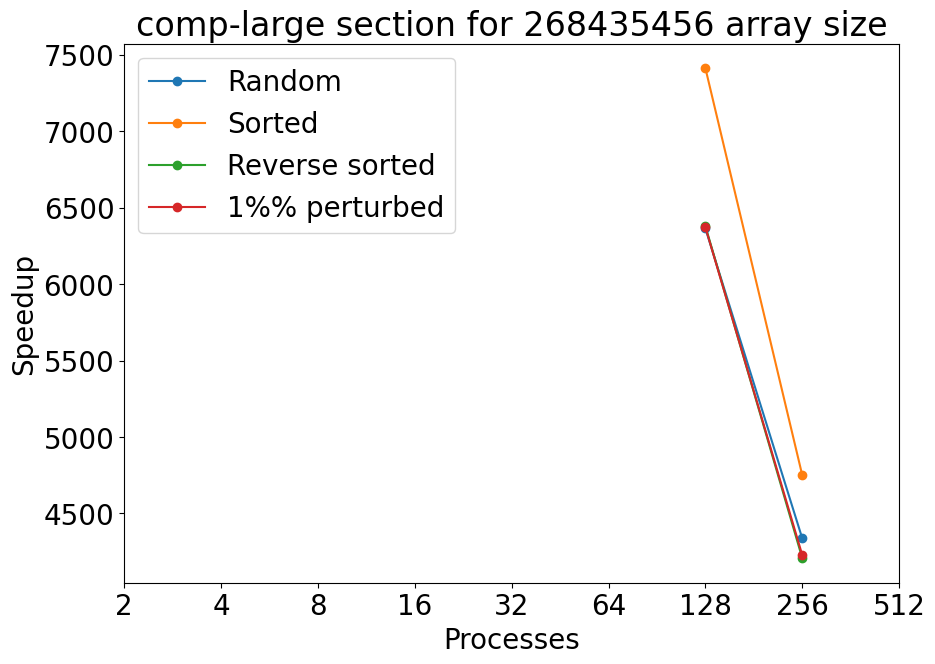 comp-large section for 268435456 array size
7500
7000
6500
6000
5500
5000
4500
Speedup
Random
Sorted
Reverse sorted
1%% perturbed
2 4 8 16 32 64 128 256 512
Processes